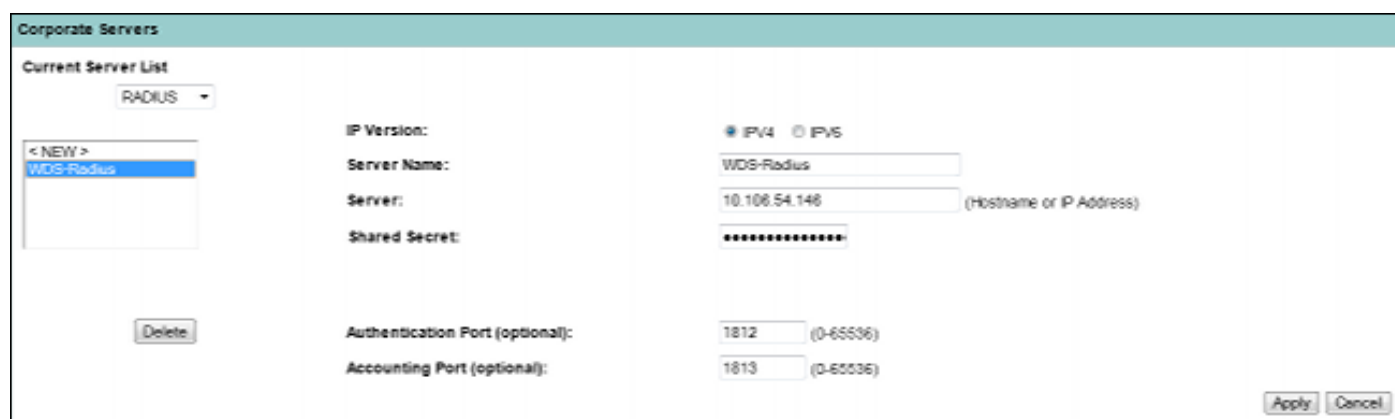 Corporate Servers
Current Server List
RADIUS
< NEW >
WDS-Radius
Delete
IP Version: IPV4 IPV6
Server Name: WDS-Radius
Server: 10.106.54.146 (Hostname or IP Address)
Shared Secret: •••••••••••••••
Authentication Port (optional): 1812 (0-65536)
Accounting Port (optional): 1813 (0-65536)
Apply Cancel